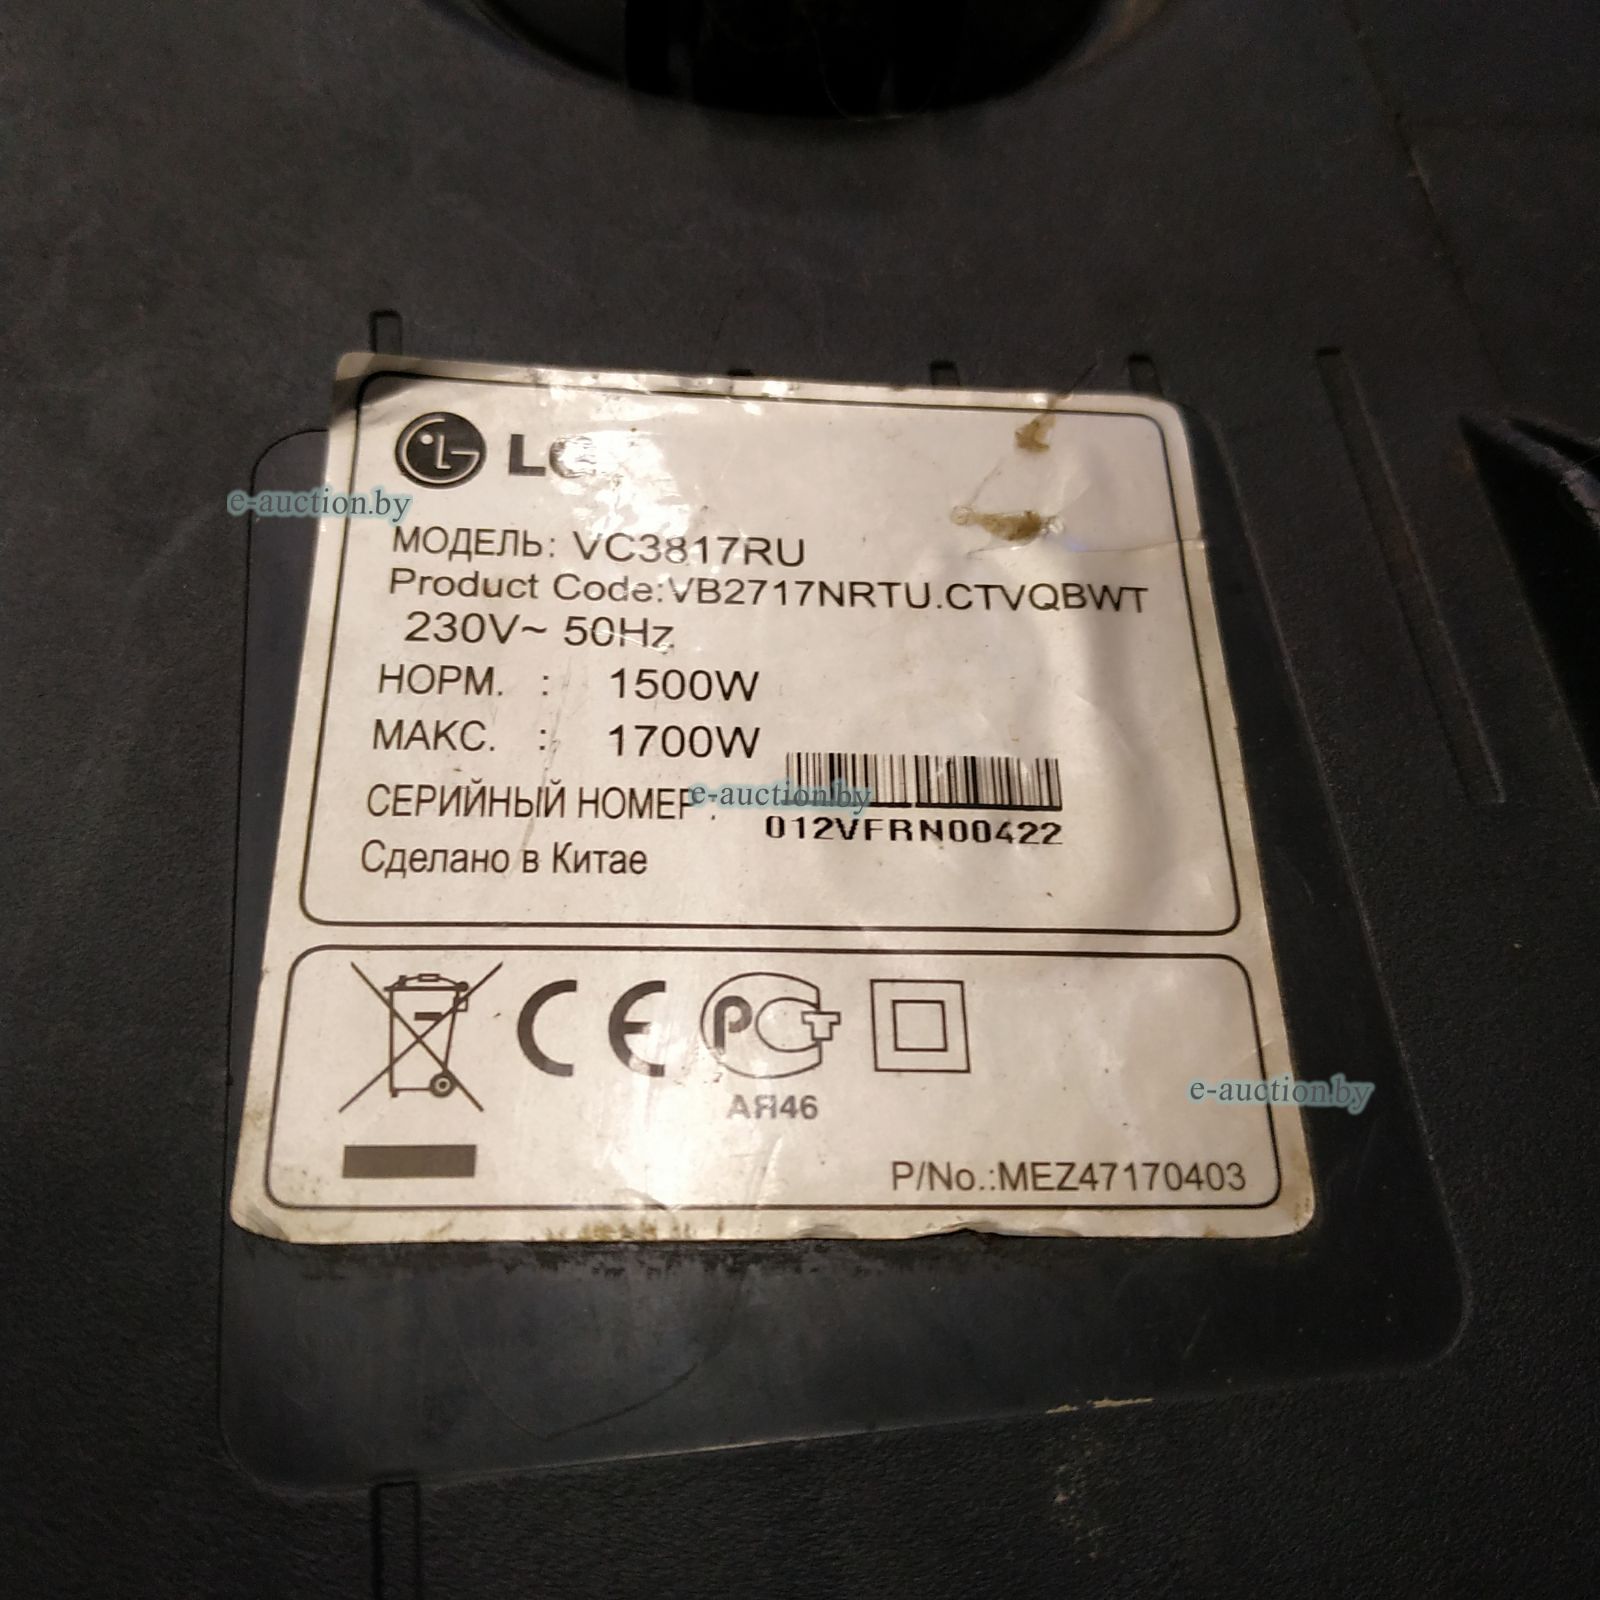 LG
e-auction.by
МОДЕЛЬ: VC3817RU
Product Code:VB2717NRTU.CTVQBWT
230V~ 50Hz
НОРМ. : 1500W
МАКС. : 1700W
e-auction.by
СЕРИЙНЫЙ НОМЕР :
012VFRN00422
Сделано в Китае
CE
РСТ
АЯ46
e-auction.by
P/No.:MEZ47170403